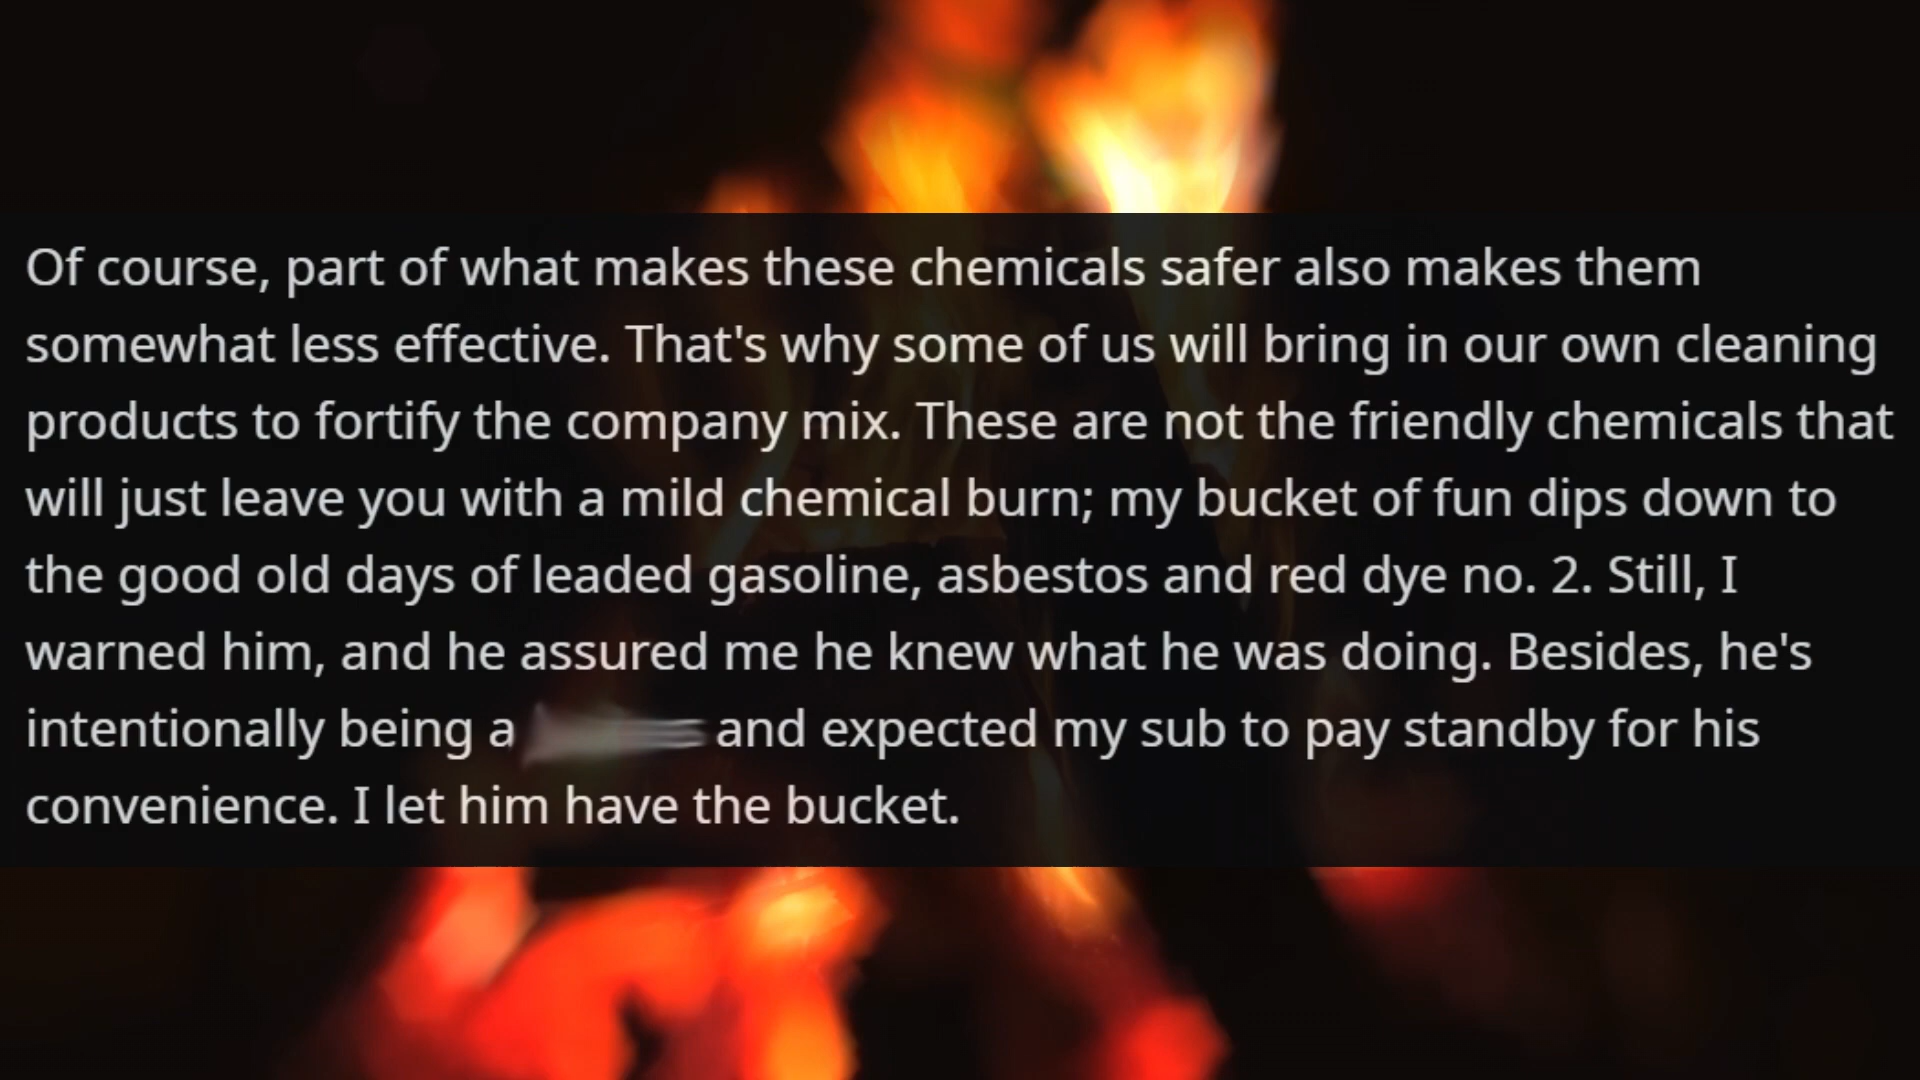 Of course, part of what makes these chemicals safer also makes them
somewhat less effective. That's why some of us will bring in our own cleaning
products to fortify the company mix. These are not the friendly chemicals that
will just leave you with a mild chemical burn; my bucket of fun dips down to
the good old days of leaded gasoline, asbestos and red dye no. 2. Still, I
warned him, and he assured me he knew what he was doing. Besides, he's
intentionally being a and expected my sub to pay standby for his
convenience. I let him have the bucket.